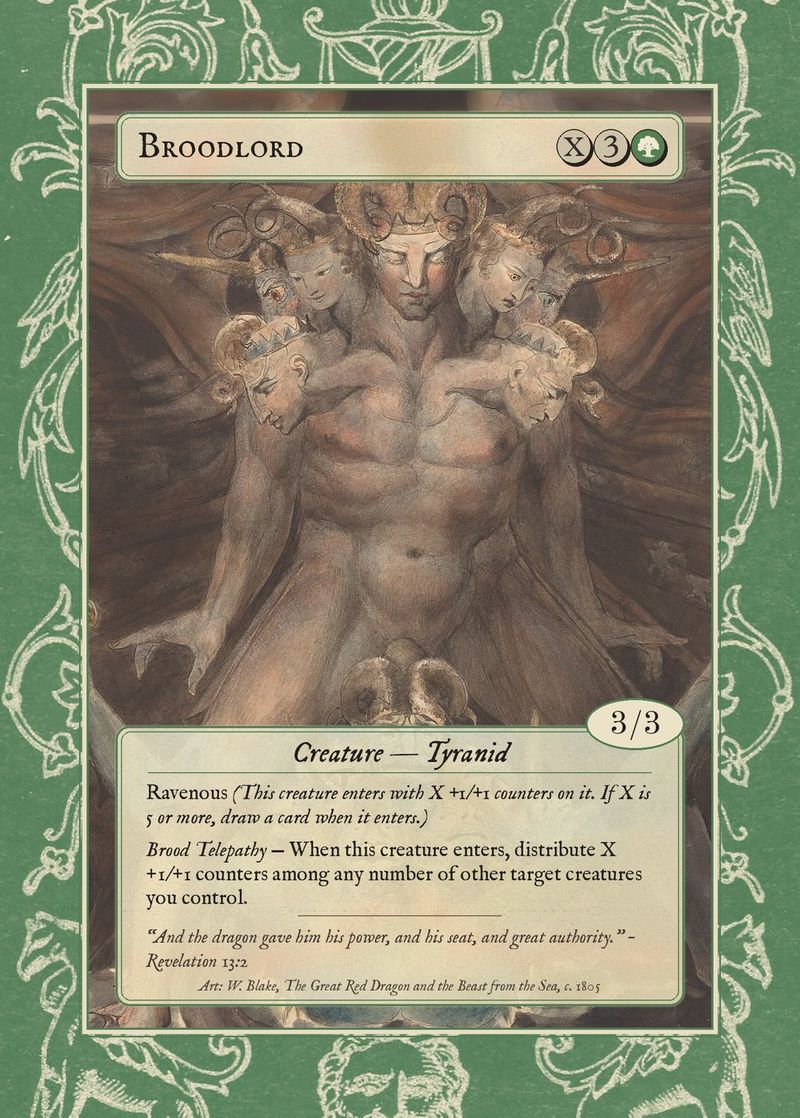 Broodlord X 3
3/3
Creature — Tyranid
Ravenous (This creature enters with X +1/+1 counters on it. If X is
5 or more, draw a card when it enters.)
Brood Telepathy — When this creature enters, distribute X
+1/+1 counters among any number of other target creatures
you control.
“And the dragon gave him his power, and his seat, and great authority.” -
Revelation 13:2
Art: W. Blake, The Great Red Dragon and the Beast from the Sea, c. 1805